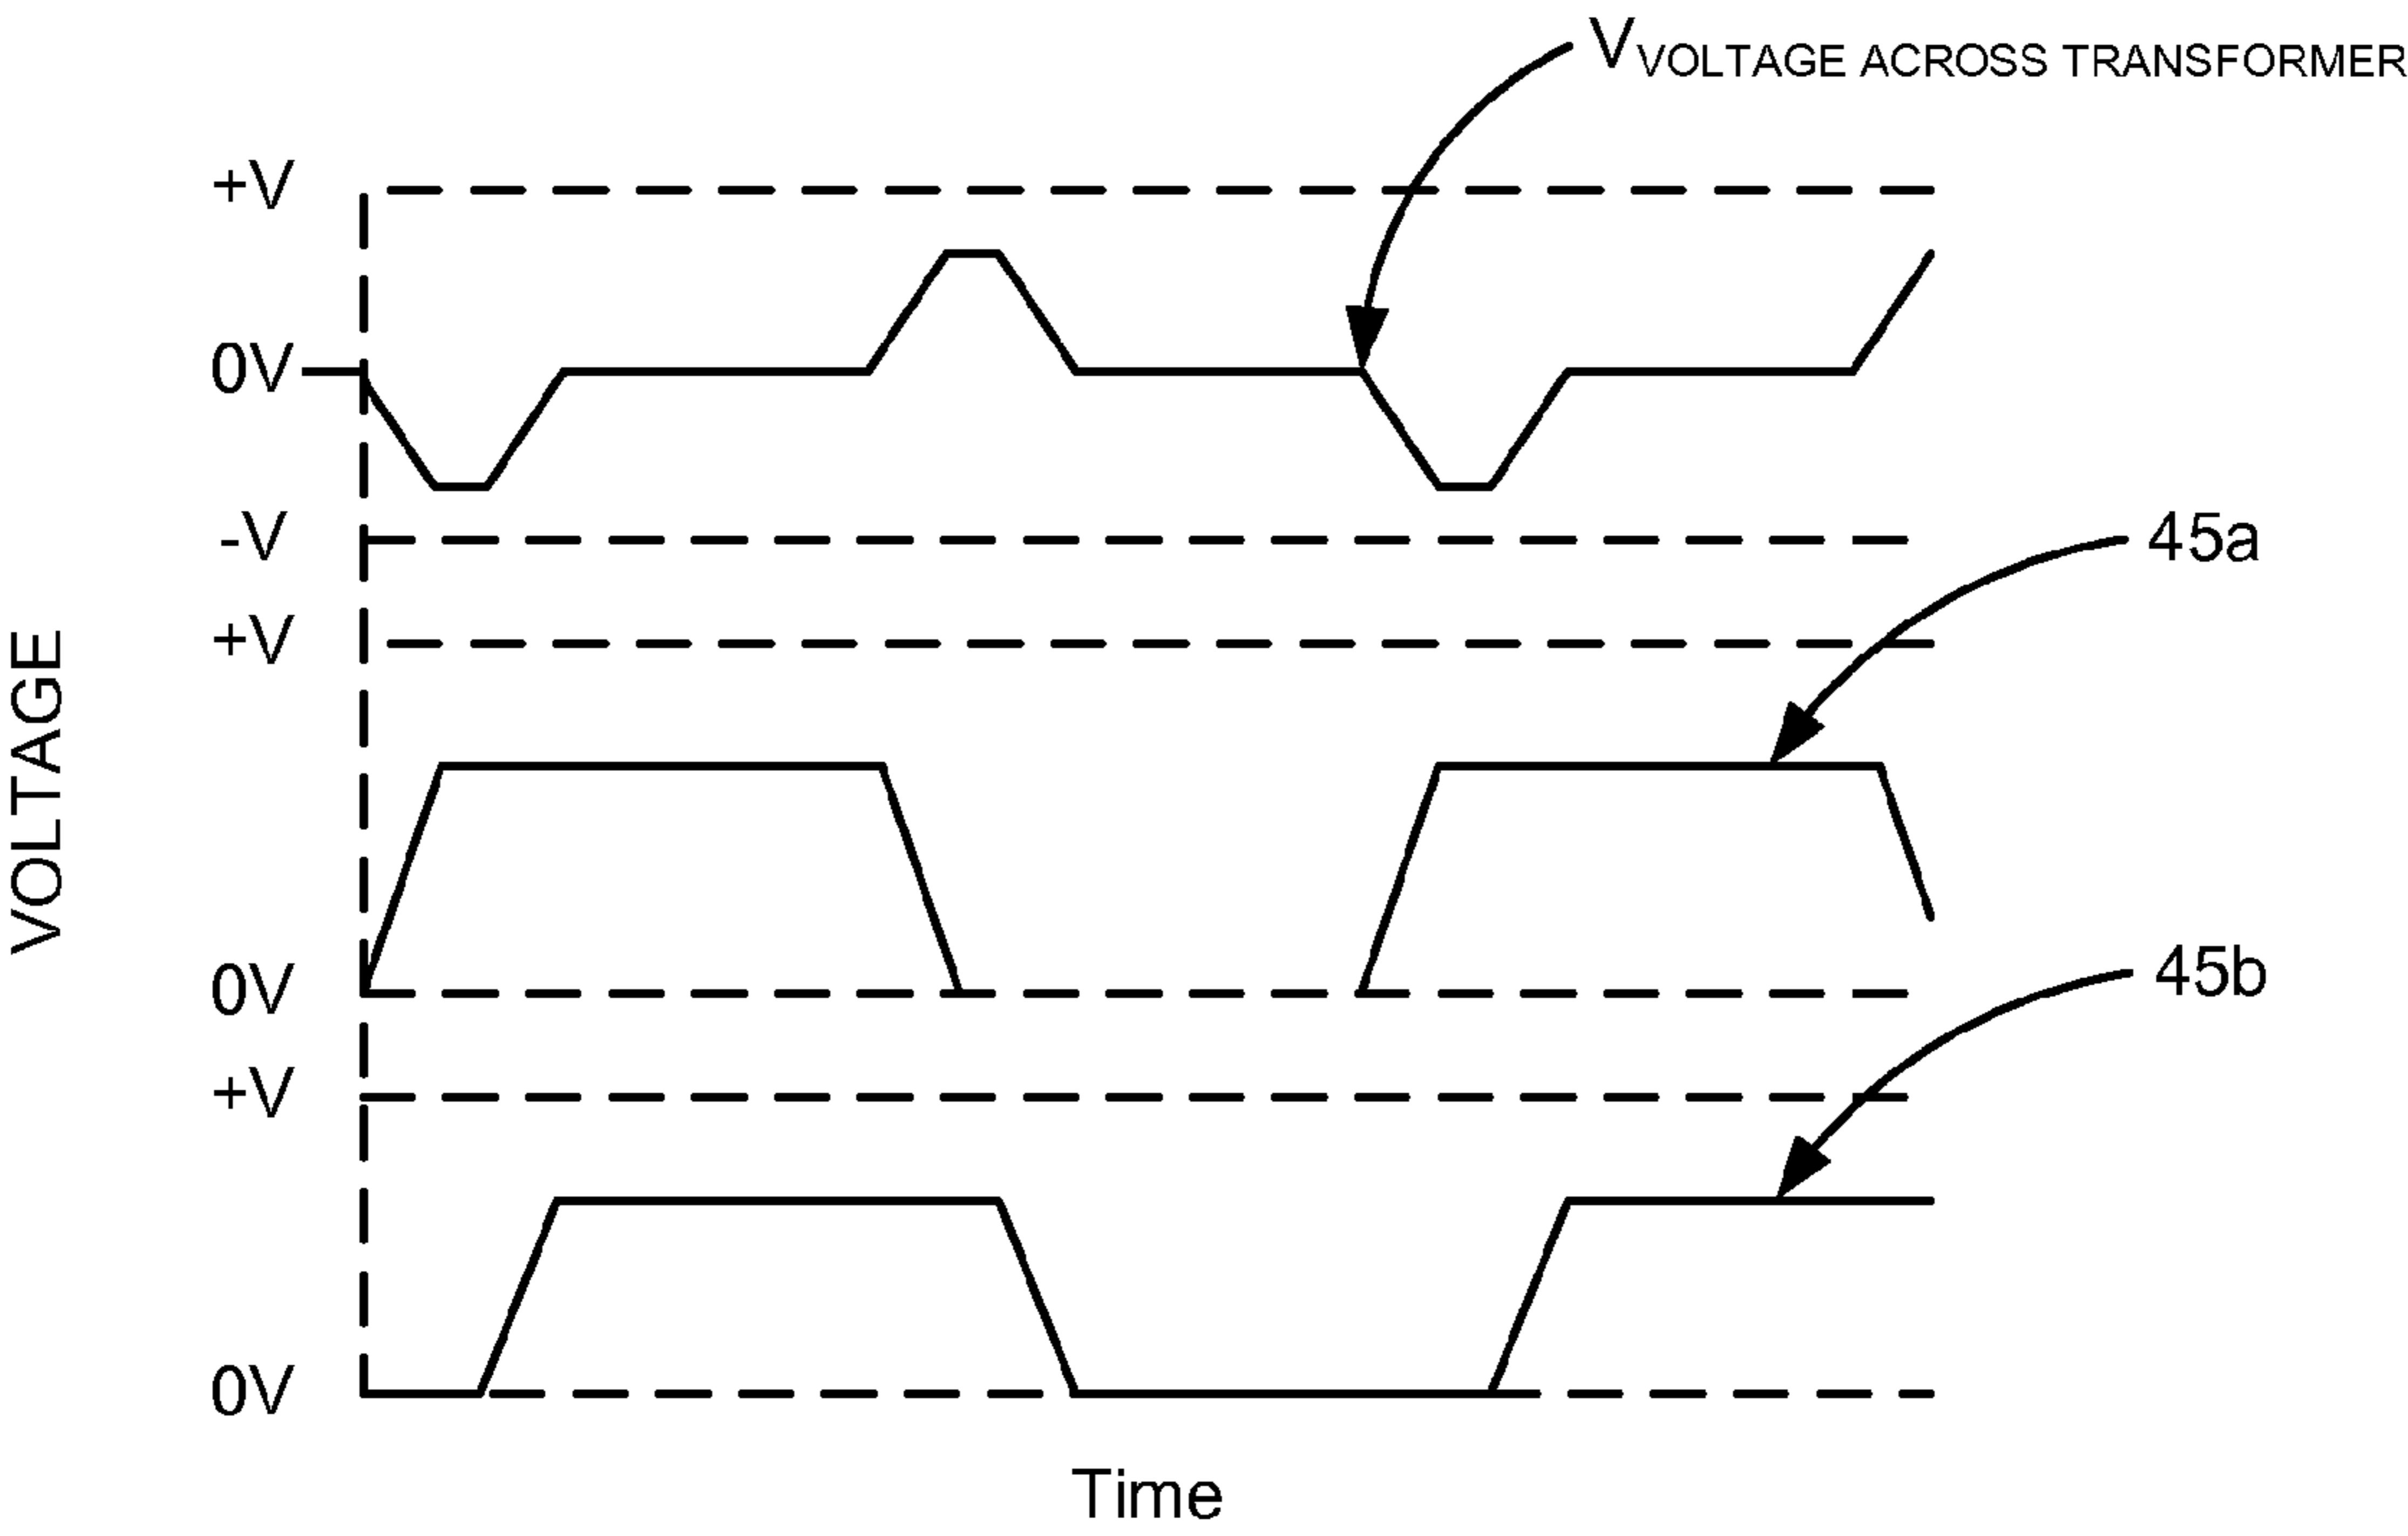 VVOLTAGE ACROSS TRANSFORMER
+V
0V
-V
45a
+V
VOLTAGE
0V
45b
+V
0V
Time